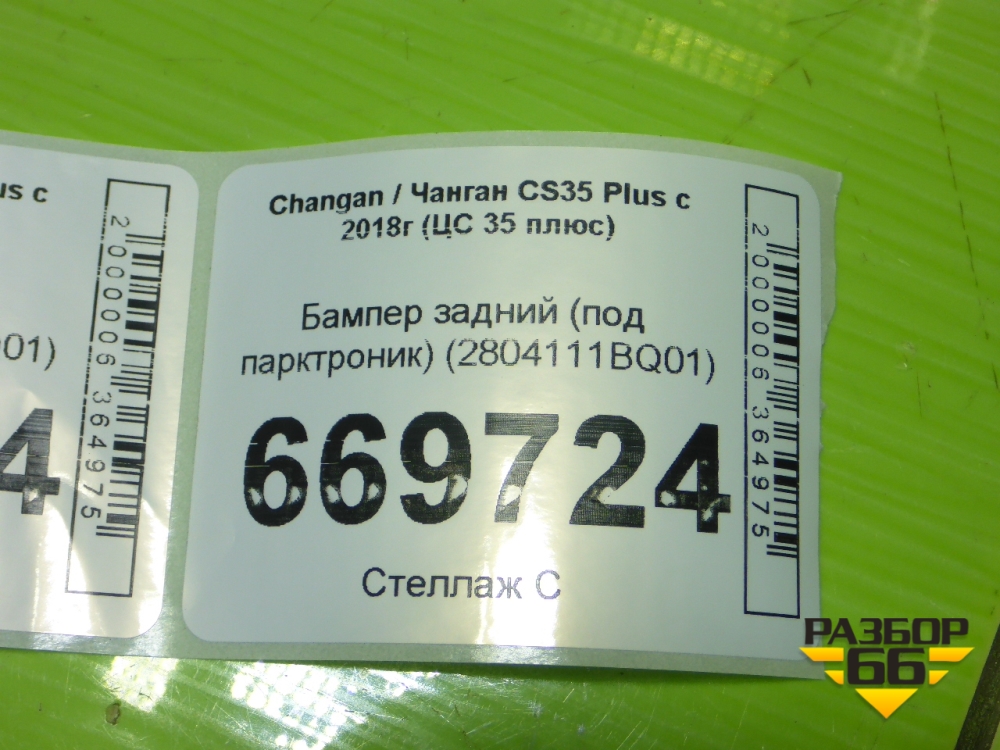 us с
01)
4
2000006364975
Changan / Чанган CS35 Plus с
2018г (ЦС 35 плюс)
Бампер задний (под
парктроник) (2804111BQ01)
669724
Стеллаж С
2000006364975
РАЗБОР
66